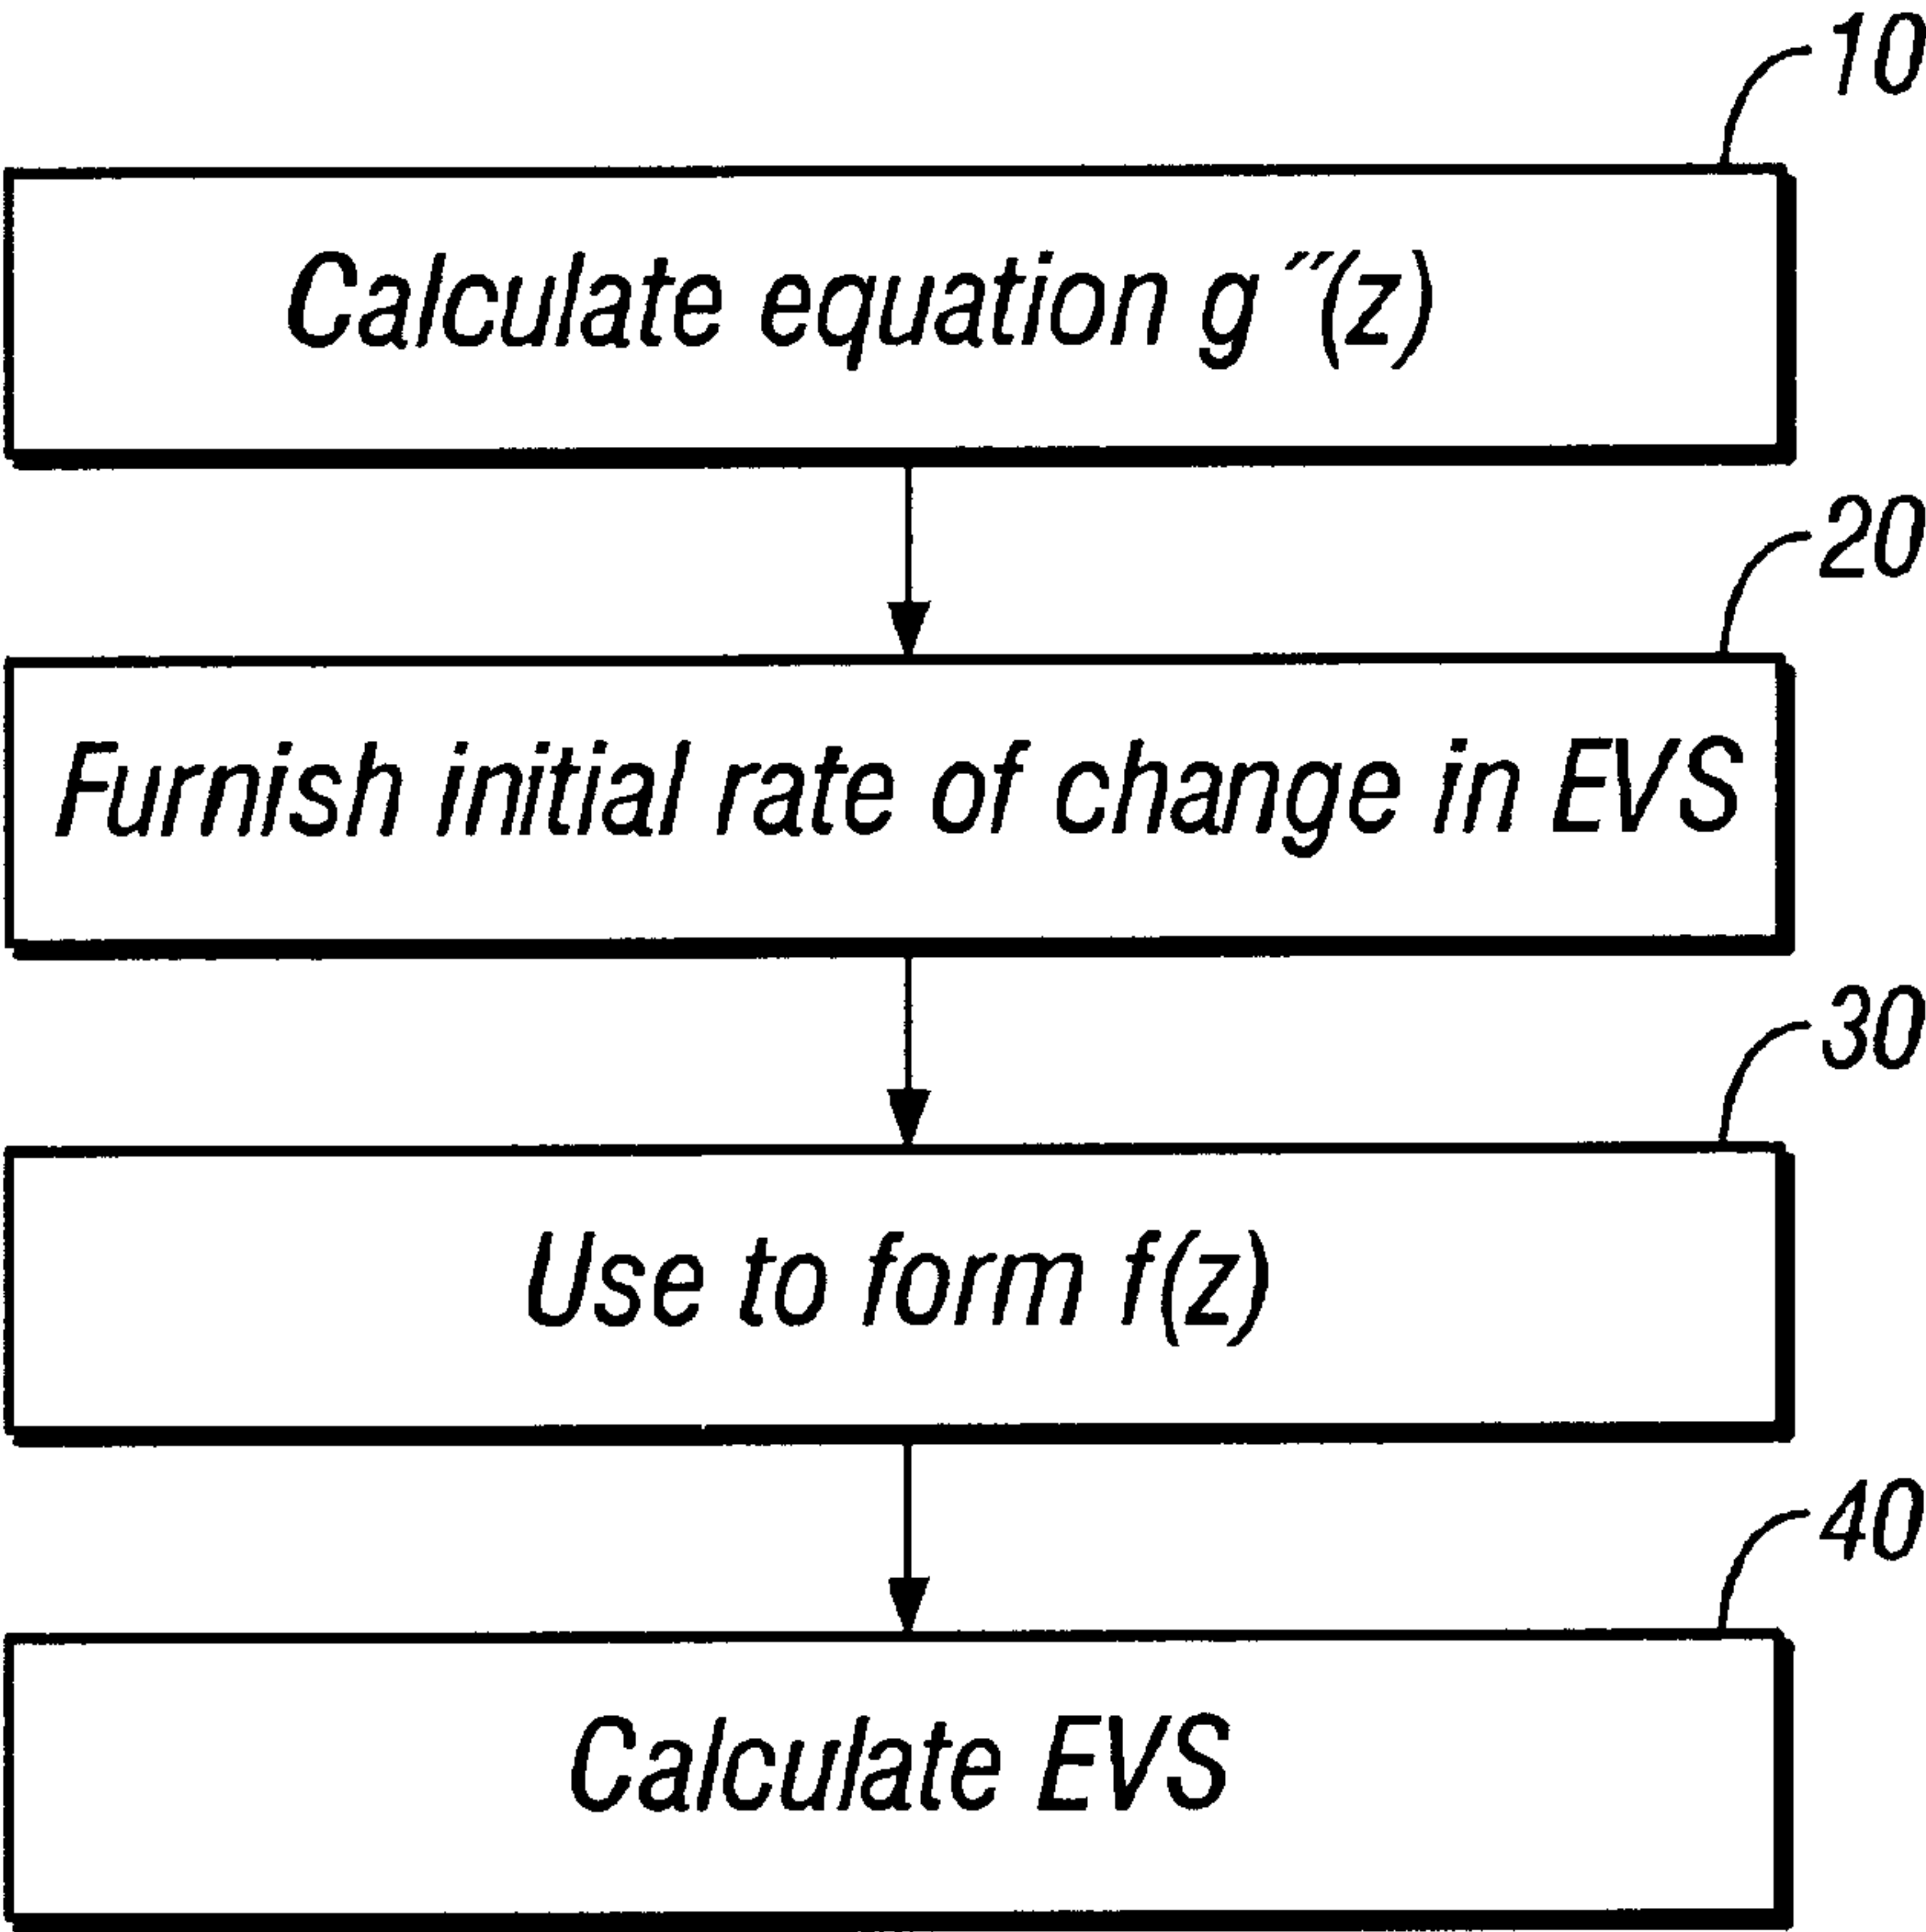 10
Calculate equation g˝(z)
20
Furnish initial rate of change in EVS
30
Use to form f(z)
40
Calculate EVS